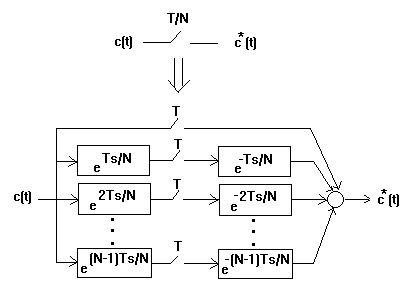 T/N
c(t) c*(t)
T
e^Ts/N T e^-Ts/N
c(t) e^2Ts/N T e^-2Ts/N c*(t)
e^(N-1)Ts/N T e^-(N-1)Ts/N